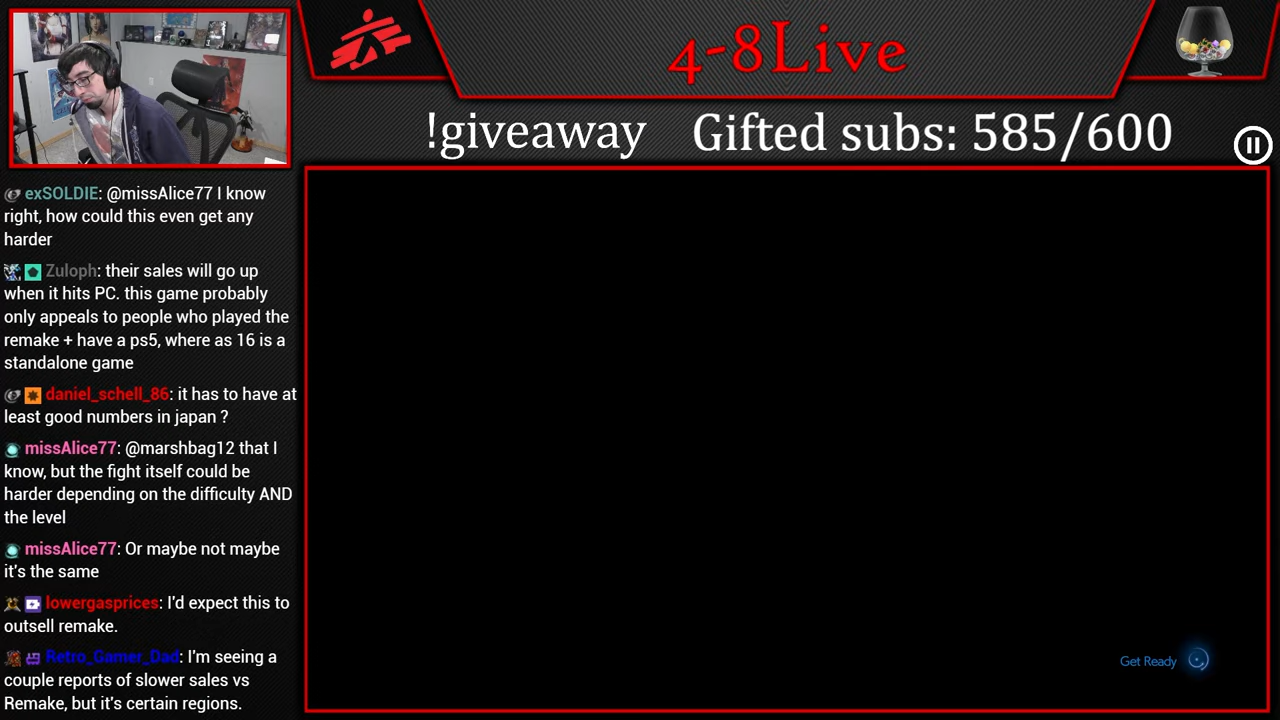 4-8Live
!giveaway Gifted subs: 585/600
exSOLDIE: @missAlice77 I know
right, how could this even get any
harder
Zuloph: their sales will go up
when it hits PC. this game probably
only appeals to people who played the
remake + have a ps5, where as 16 is a
standalone game
daniel_schell_86: it has to have at
least good numbers in japan ?
missAlice77: @marshbag12 that I
know, but the fight itself could be
harder depending on the difficulty AND
the level
missAlice77: Or maybe not maybe
it's the same
lowergasprices: I'd expect this to
outsell remake.
Retro_Gamer_Dad: I'm seeing a
couple reports of slower sales vs
Remake, but it's certain regions.
Get Ready